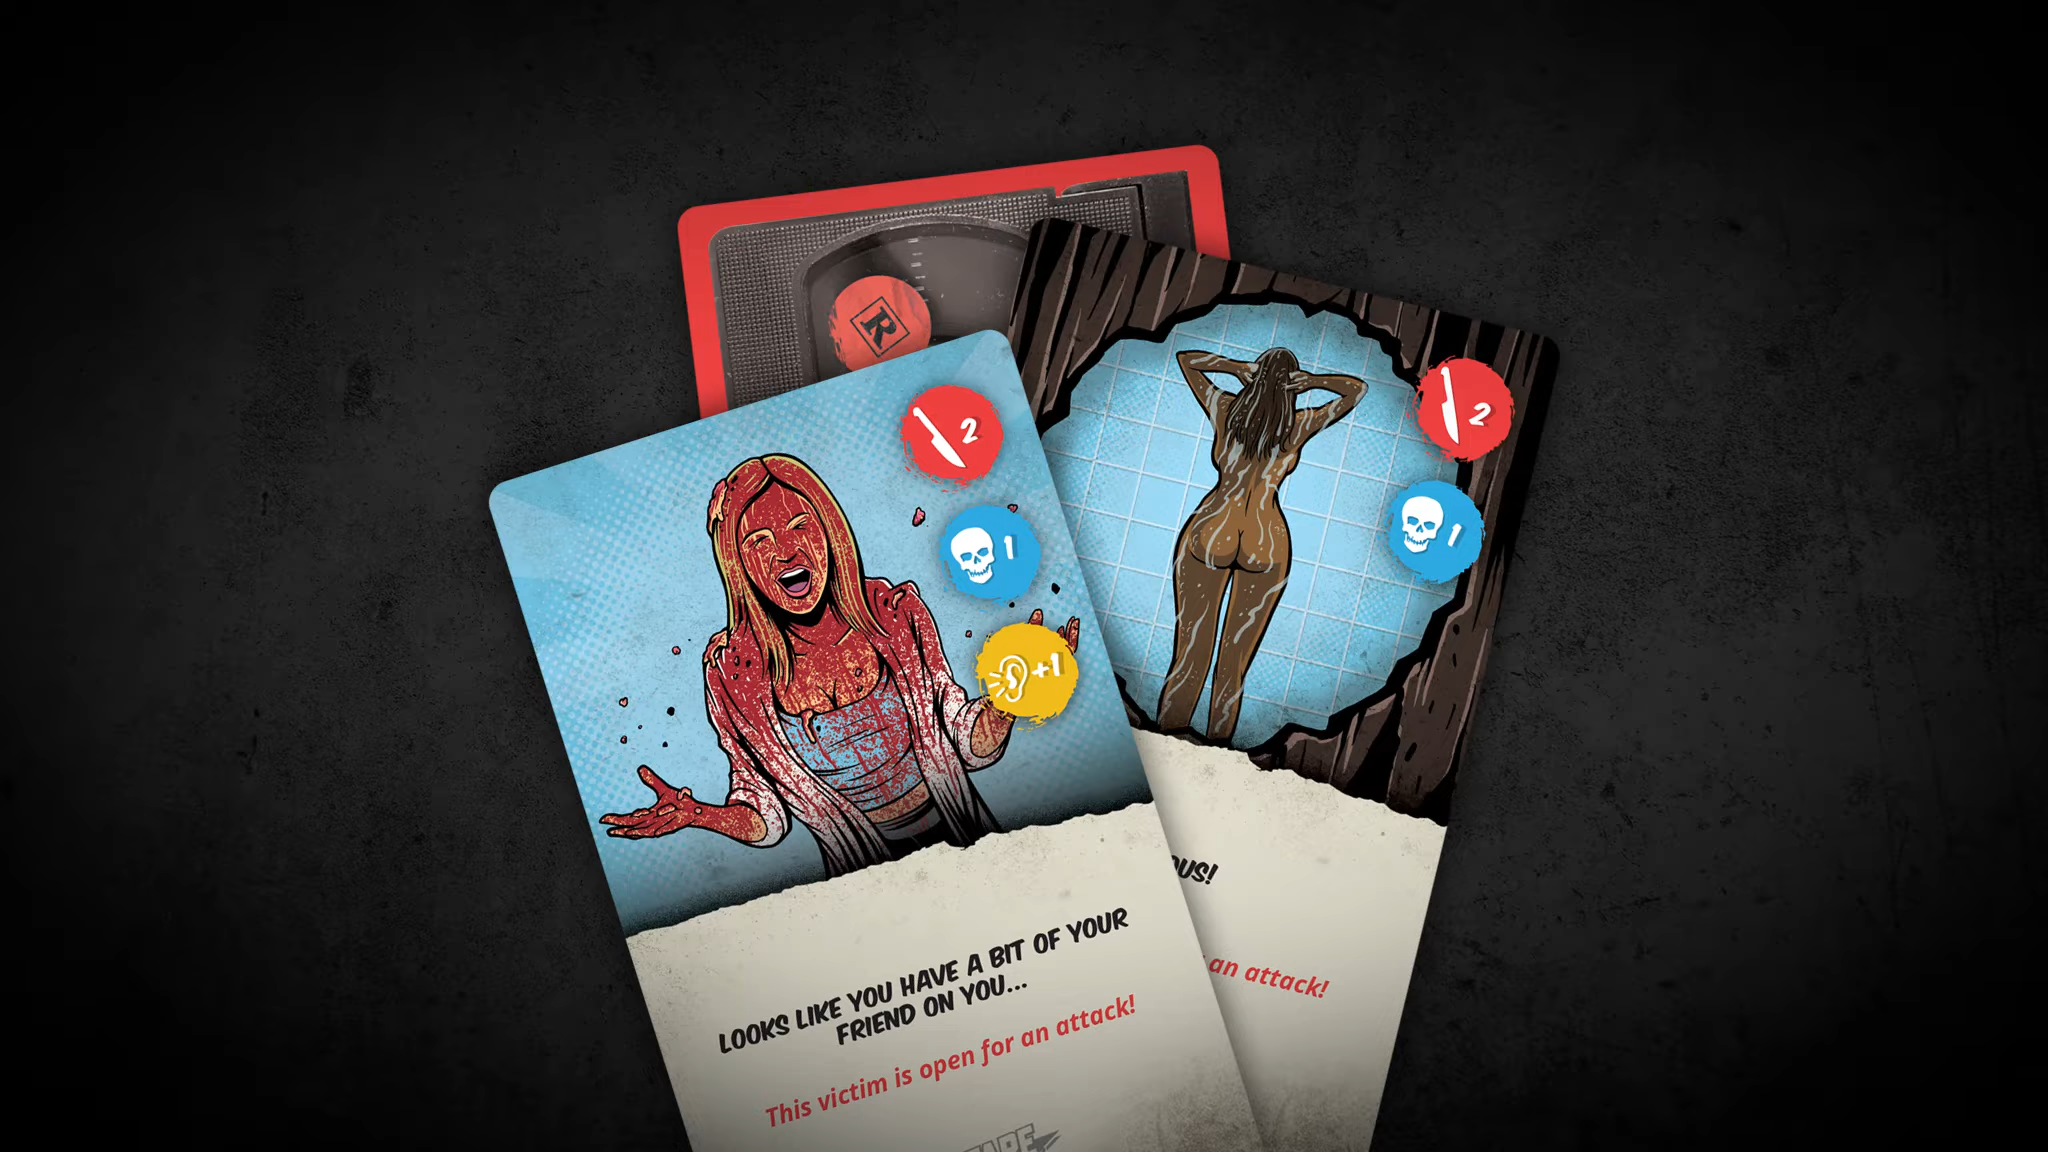 R
2
1
+1
LOOKS LIKE YOU HAVE A BIT OF YOUR
FRIEND ON YOU...
This victim is open for an attack!
2
1
an attack!